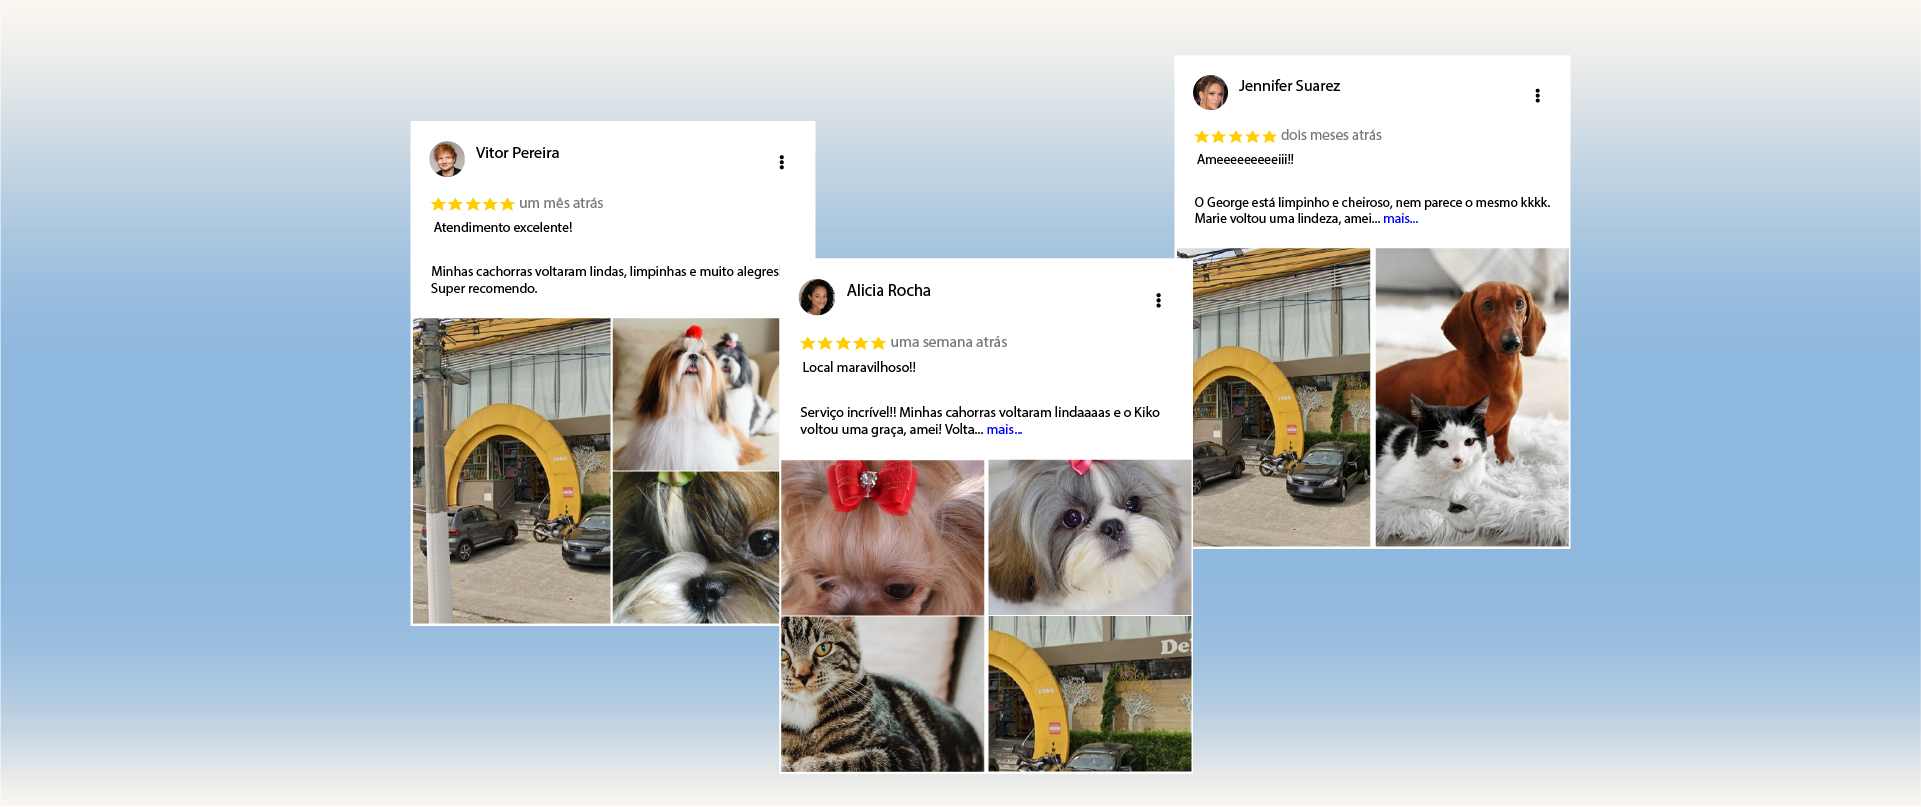 Vitor Pereira
um mês atrás
Atendimento excelente!
Minhas cachorras voltaram lindas, limpinhas e muito alegres
Super recomendo.
Alicia Rocha
uma semana atrás
Local maravilhoso!!
Serviço incrível!! Minhas cahorras voltaram lindaaaas e o Kiko
voltou uma graça, amei! Volta... mais...
De
Jennifer Suarez
dois meses atrás
Ameeeeeeeeeiii!!
O George está limpinho e cheiroso, nem parece o mesmo kkkk.
Marie voltou uma lindeza, amei... mais...